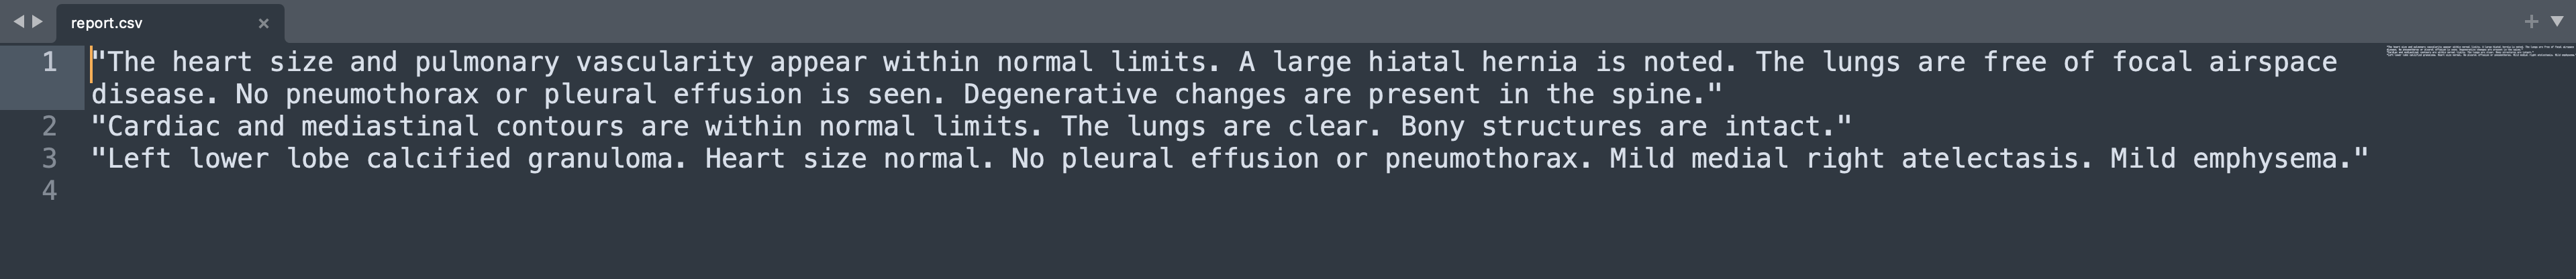 report.csv
1 "The heart size and pulmonary vascularity appear within normal limits. A large hiatal hernia is noted. The lungs are free of focal airspace
disease. No pneumothorax or pleural effusion is seen. Degenerative changes are present in the spine."
2 "Cardiac and mediastinal contours are within normal limits. The lungs are clear. Bony structures are intact."
3 "Left lower lobe calcified granuloma. Heart size normal. No pleural effusion or pneumothorax. Mild medial right atelectasis. Mild emphysema."
4